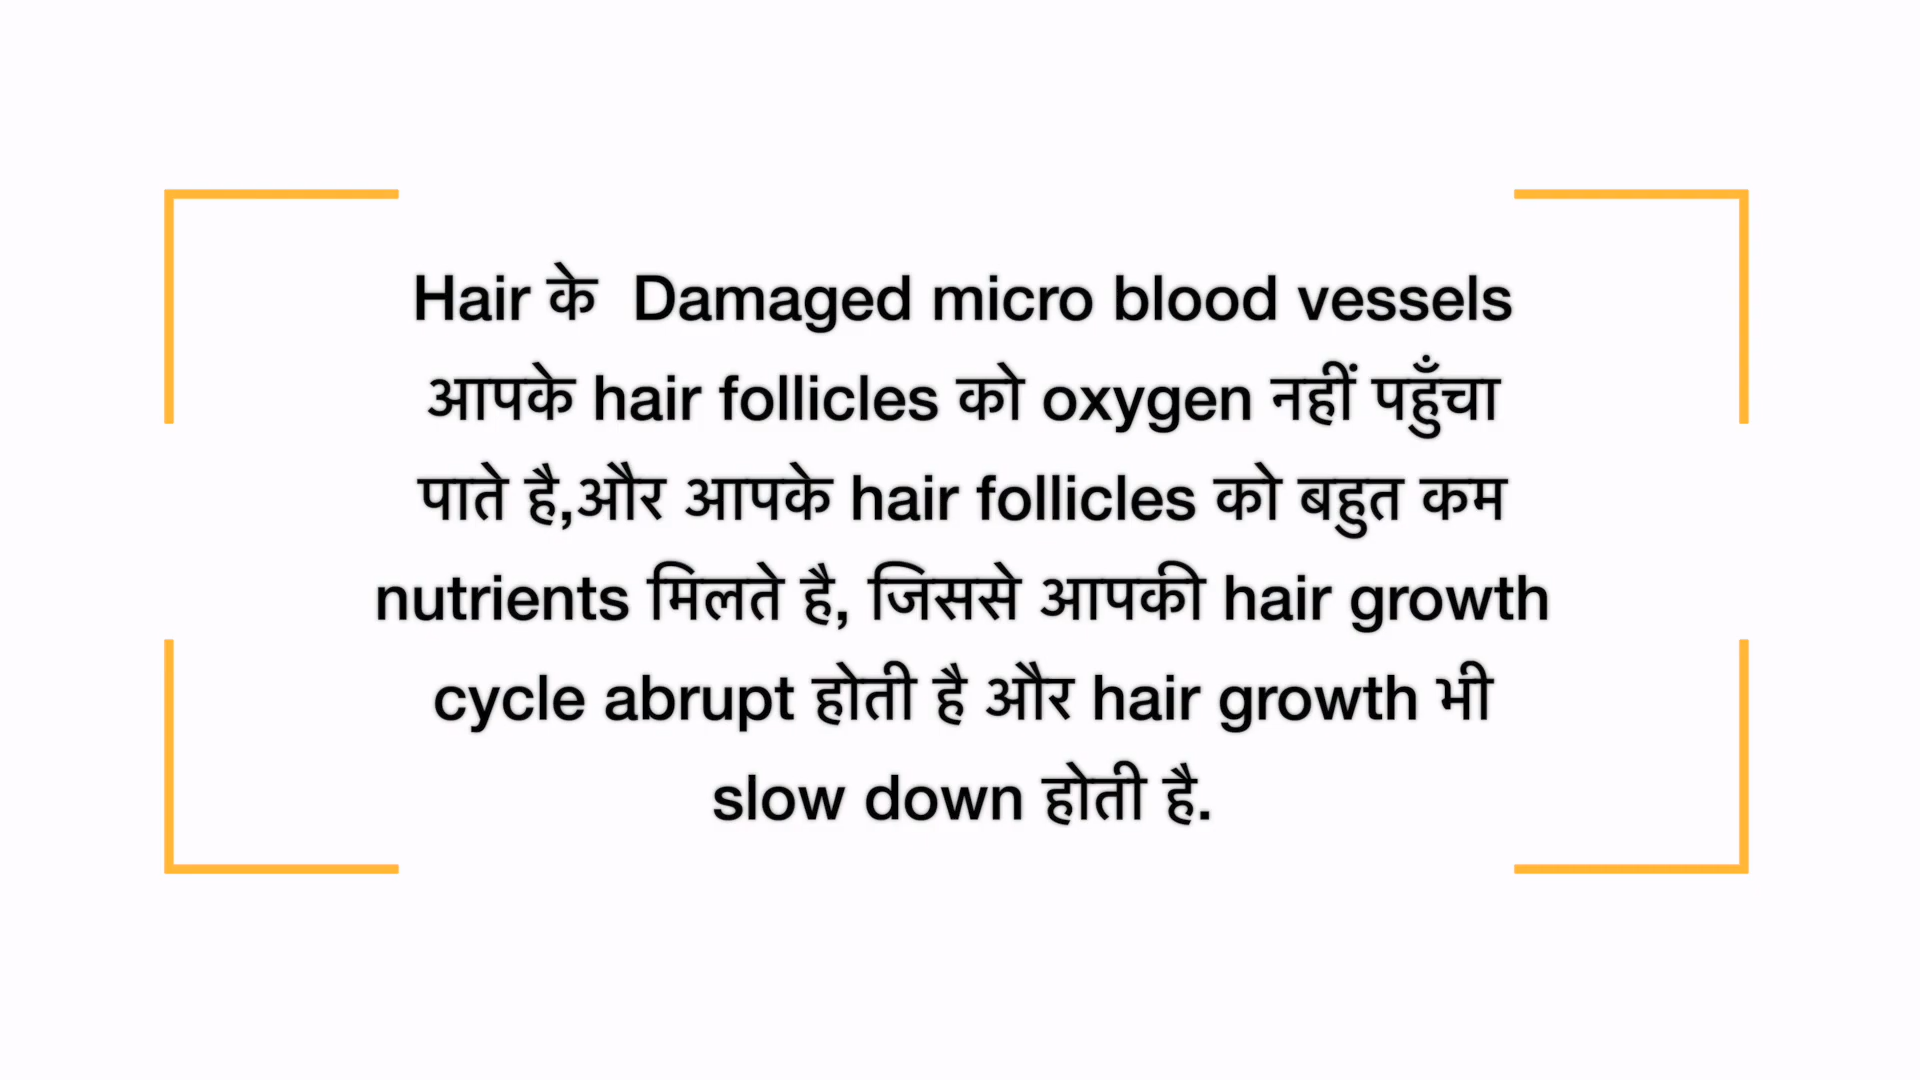 Hair के  Damaged micro blood vessels
आपके hair follicles को oxygen नहीं पहुँचा
पाते है,और आपके hair follicles को बहुत कम
nutrients मिलते है, जिससे आपकी hair growth
cycle abrupt होती है और hair growth भी
slow down होती है.